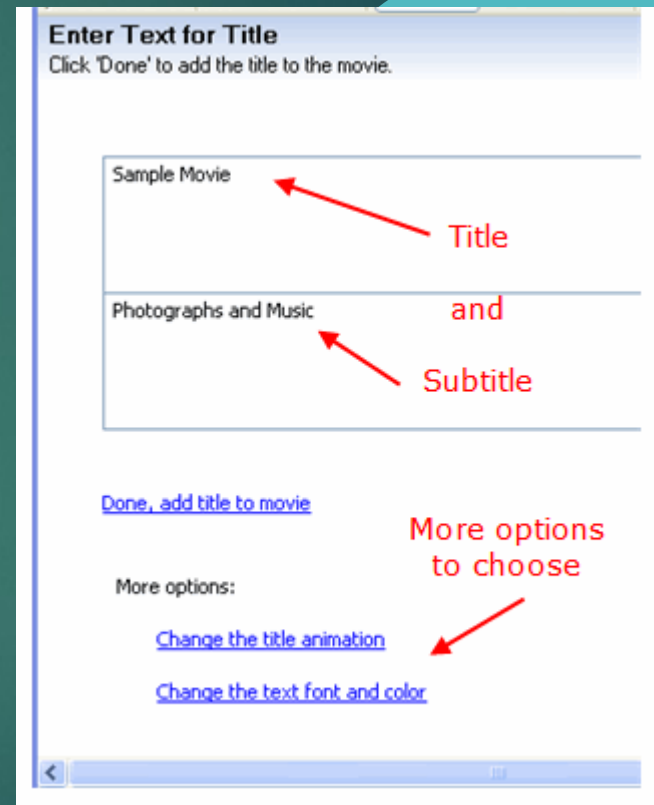 Enter Text for Title
Click 'Done' to add the title to the movie.
Sample Movie
Title
Photographs and Music
and
Subtitle
Done, add title to movie
More options
to choose
More options:
Change the title animation
Change the text font and color